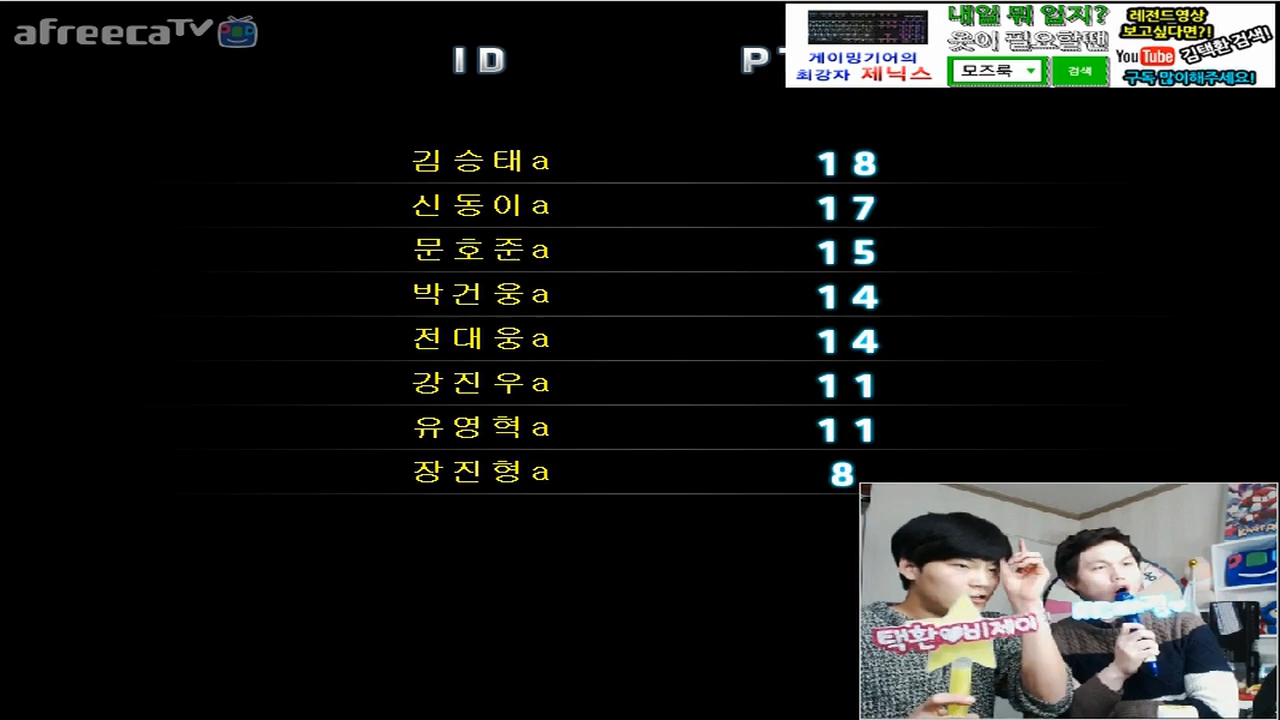 afreecaTV
ID
PT
게이밍기어의
최강자 제닉스
내일 뭐 입지?
옷이 필요할땐
모즈룩 ▼ 검색
레전드영상
보고싶다면?!
YouTube 김택환 검색!
구독 많이해주세요!
김승태a 18
신동이a 17
문호준a 15
박건웅a 14
전대웅a 14
강진우a 11
유영혁a 11
장진형a 8
택환♥비제이